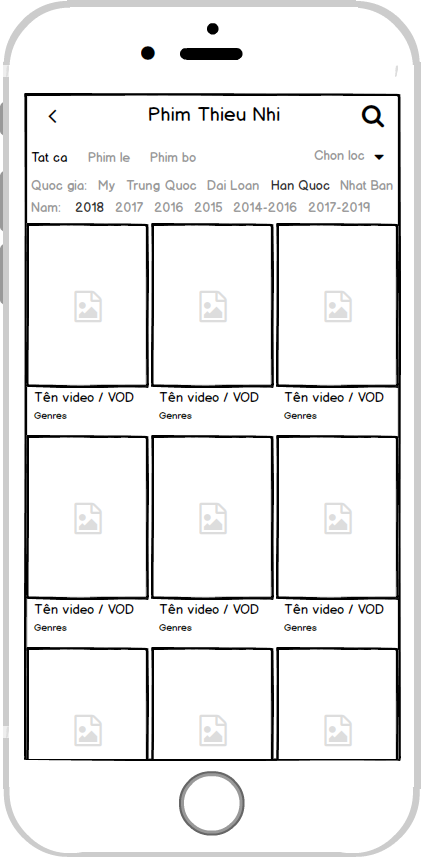 Phim Thieu Nhi
Tat ca Phim le Phim bo Chon loc
Quoc gia: My Trung Quoc Dai Loan Han Quoc Nhat Ban
Nam: 2018 2017 2016 2015 2014-2016 2017-2019
Tên video / VOD Tên video / VOD Tên video / VOD
Genres Genres Genres
Tên video / VOD Tên video / VOD Tên video / VOD
Genres Genres Genres